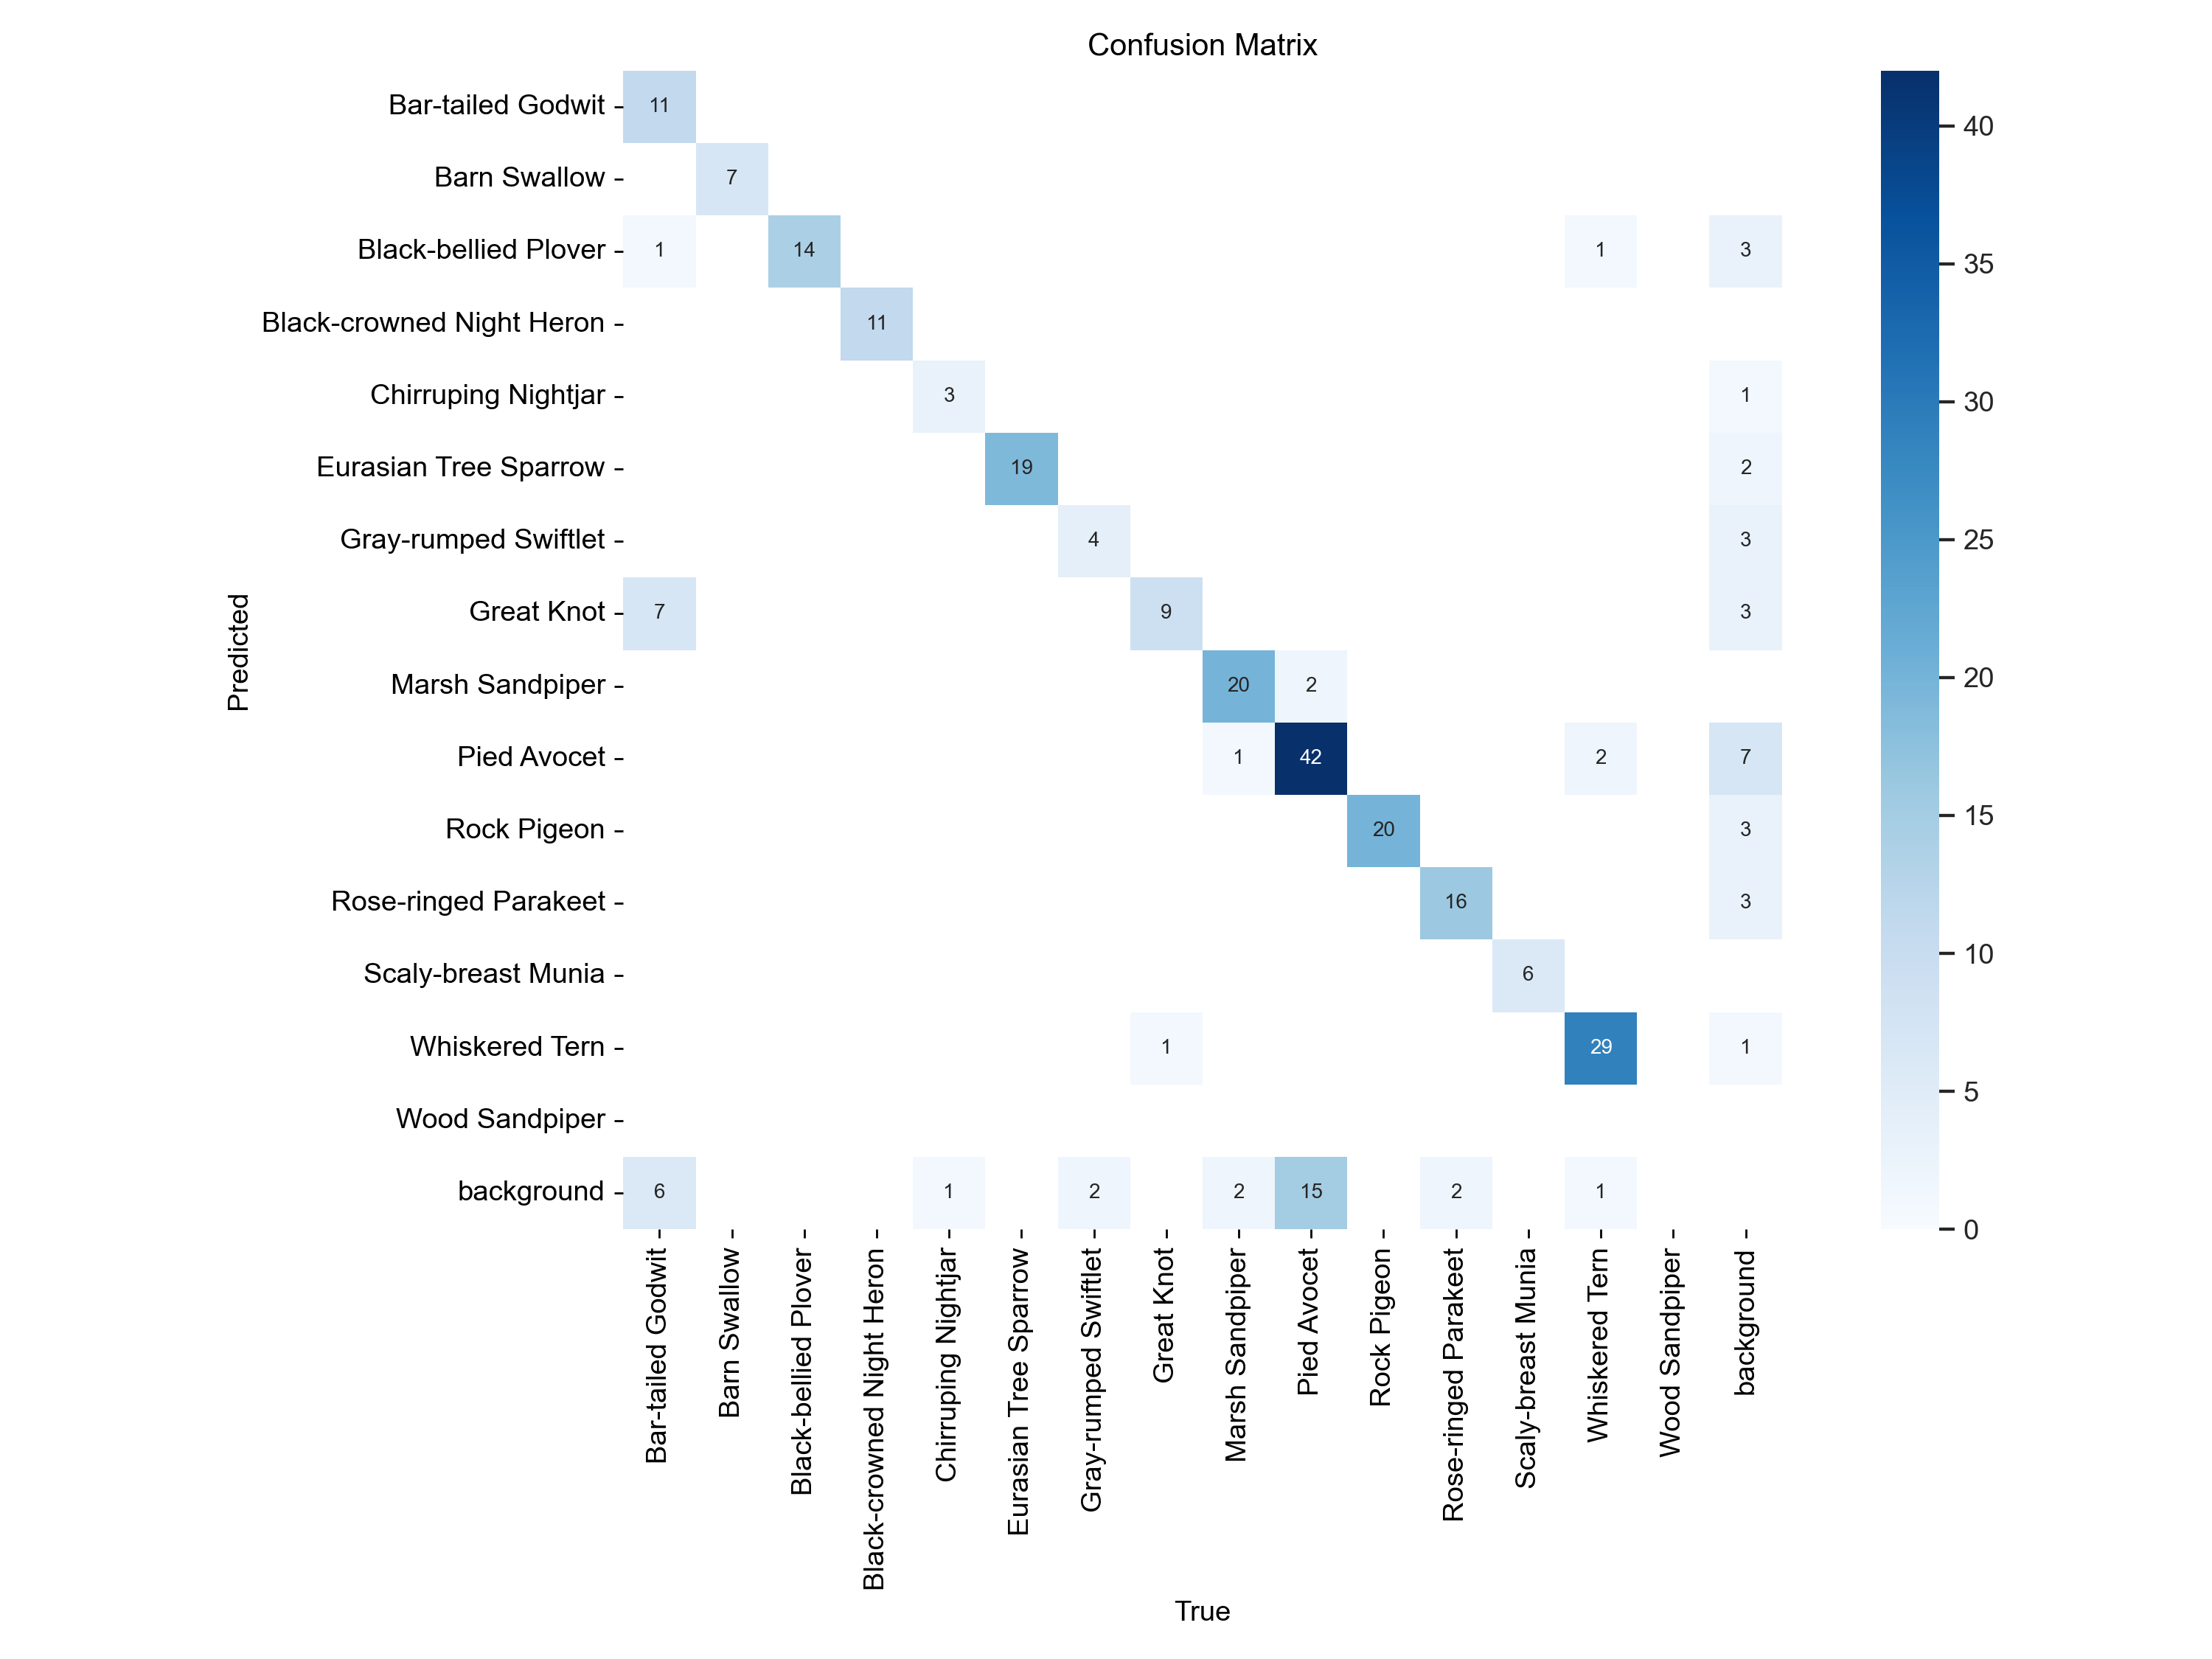 Confusion Matrix
Bar-tailed Godwit 11
Barn Swallow 7
Black-bellied Plover 1 14 1 3
Black-crowned Night Heron 11
Chirruping Nightjar 3 1
Eurasian Tree Sparrow 19 2
Gray-rumped Swiftlet 4 3
Great Knot 7 9 3
Marsh Sandpiper 20 2
Pied Avocet 1 42 2 7
Rock Pigeon 20 3
Rose-ringed Parakeet 16 3
Scaly-breast Munia 6
Whiskered Tern 1 29 1
Wood Sandpiper
background 6 1 2 2 15 2 1
Predicted
Bar-tailed Godwit
Barn Swallow
Black-bellied Plover
Black-crowned Night Heron
Chirruping Nightjar
Eurasian Tree Sparrow
Gray-rumped Swiftlet
Great Knot
Marsh Sandpiper
Pied Avocet
Rock Pigeon
Rose-ringed Parakeet
Scaly-breast Munia
Whiskered Tern
Wood Sandpiper
background
True
40
35
30
25
20
15
10
5
0